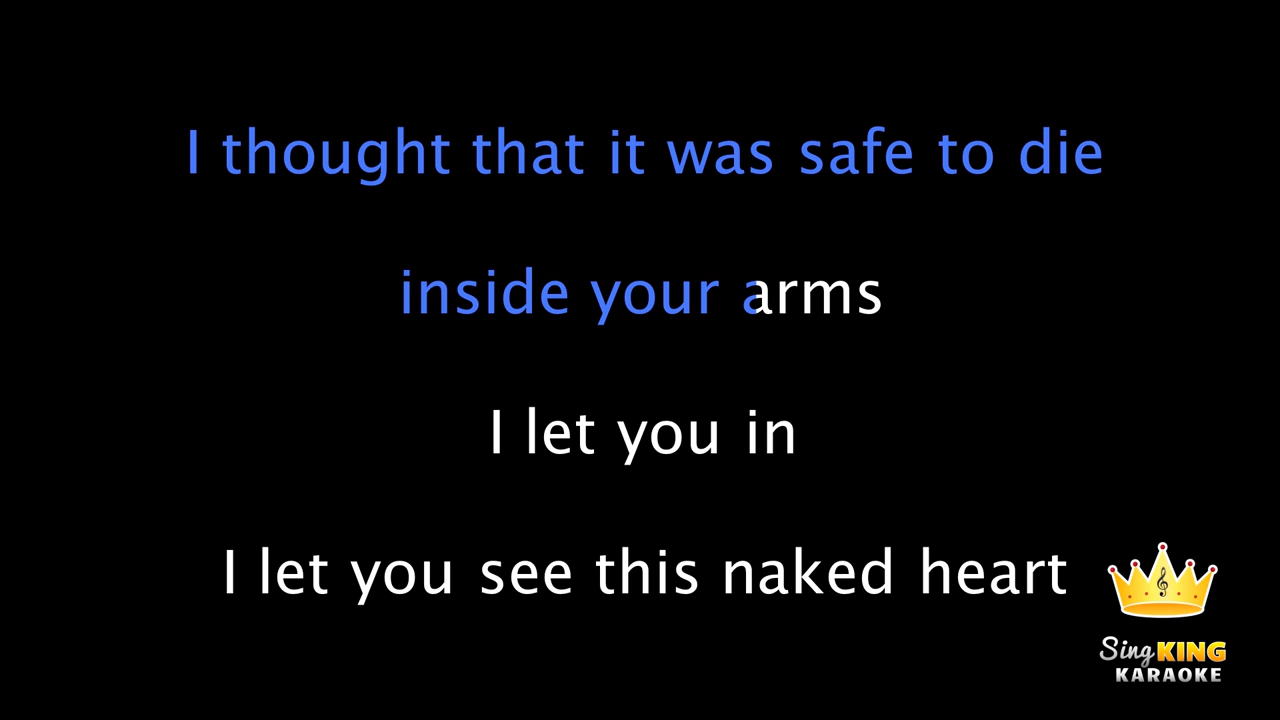 I thought that it was safe to die
inside your arms
I let you in
I let you see this naked heart
Sing KING
KARAOKE